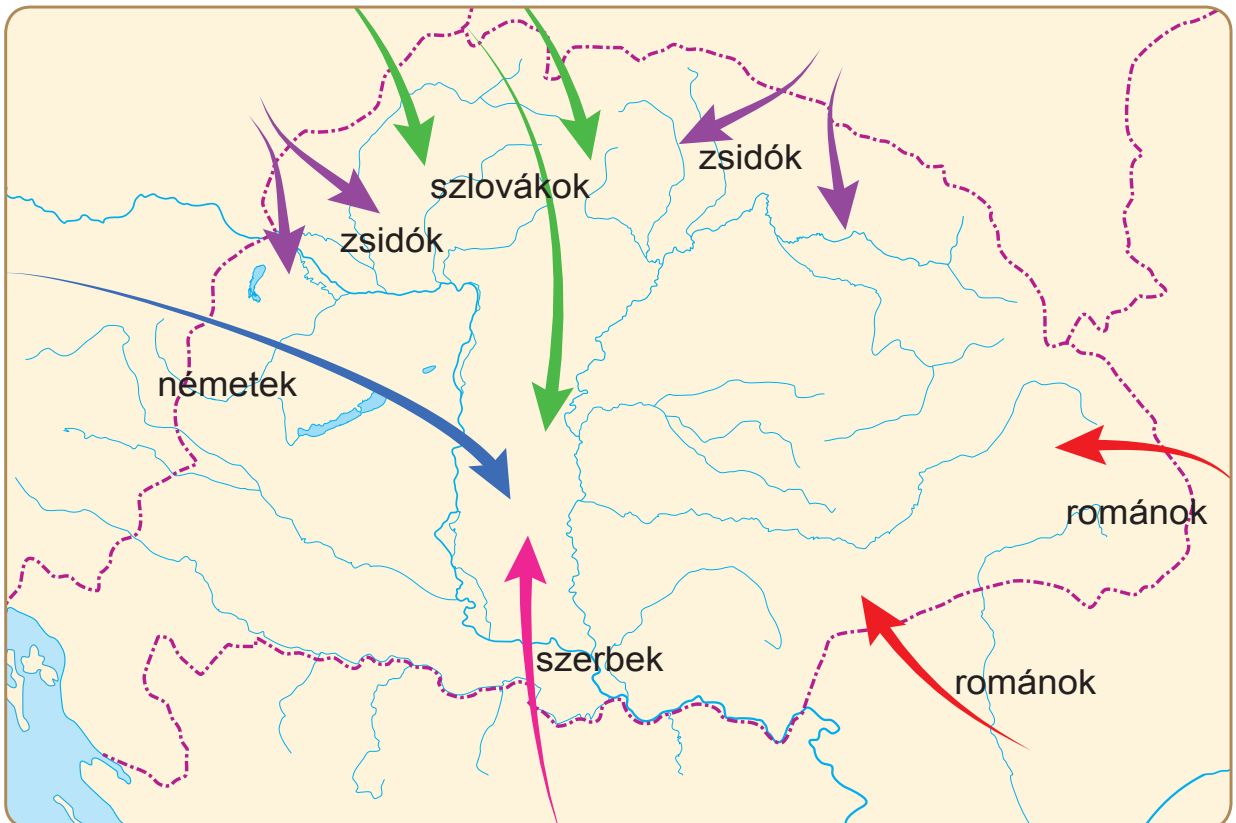 zsidók
szlovákok
zsidók
németek
románok
szerbek
románok